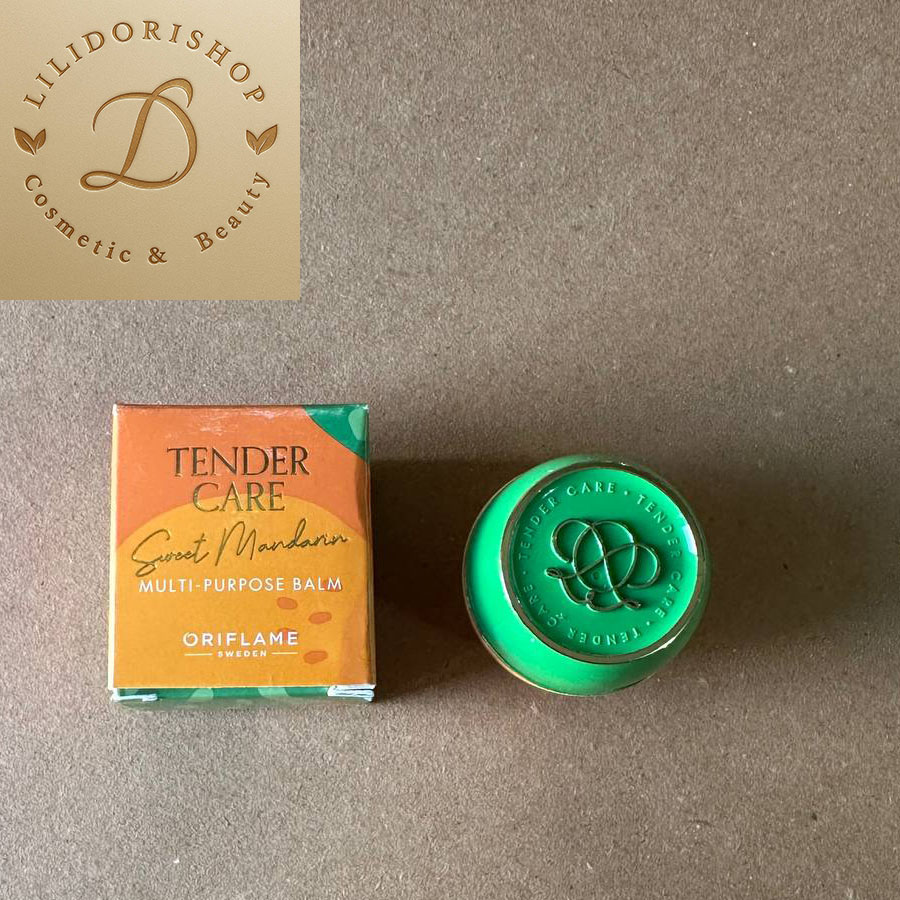 LILIDORISHOP
D
Cosmetic & Beauty
TENDER
CARE
Sweet Mandarin
MULTI-PURPOSE BALM
ORIFLAME
SWEDEN
TENDER CARE · TENDER CARE · TENDER CARE ·